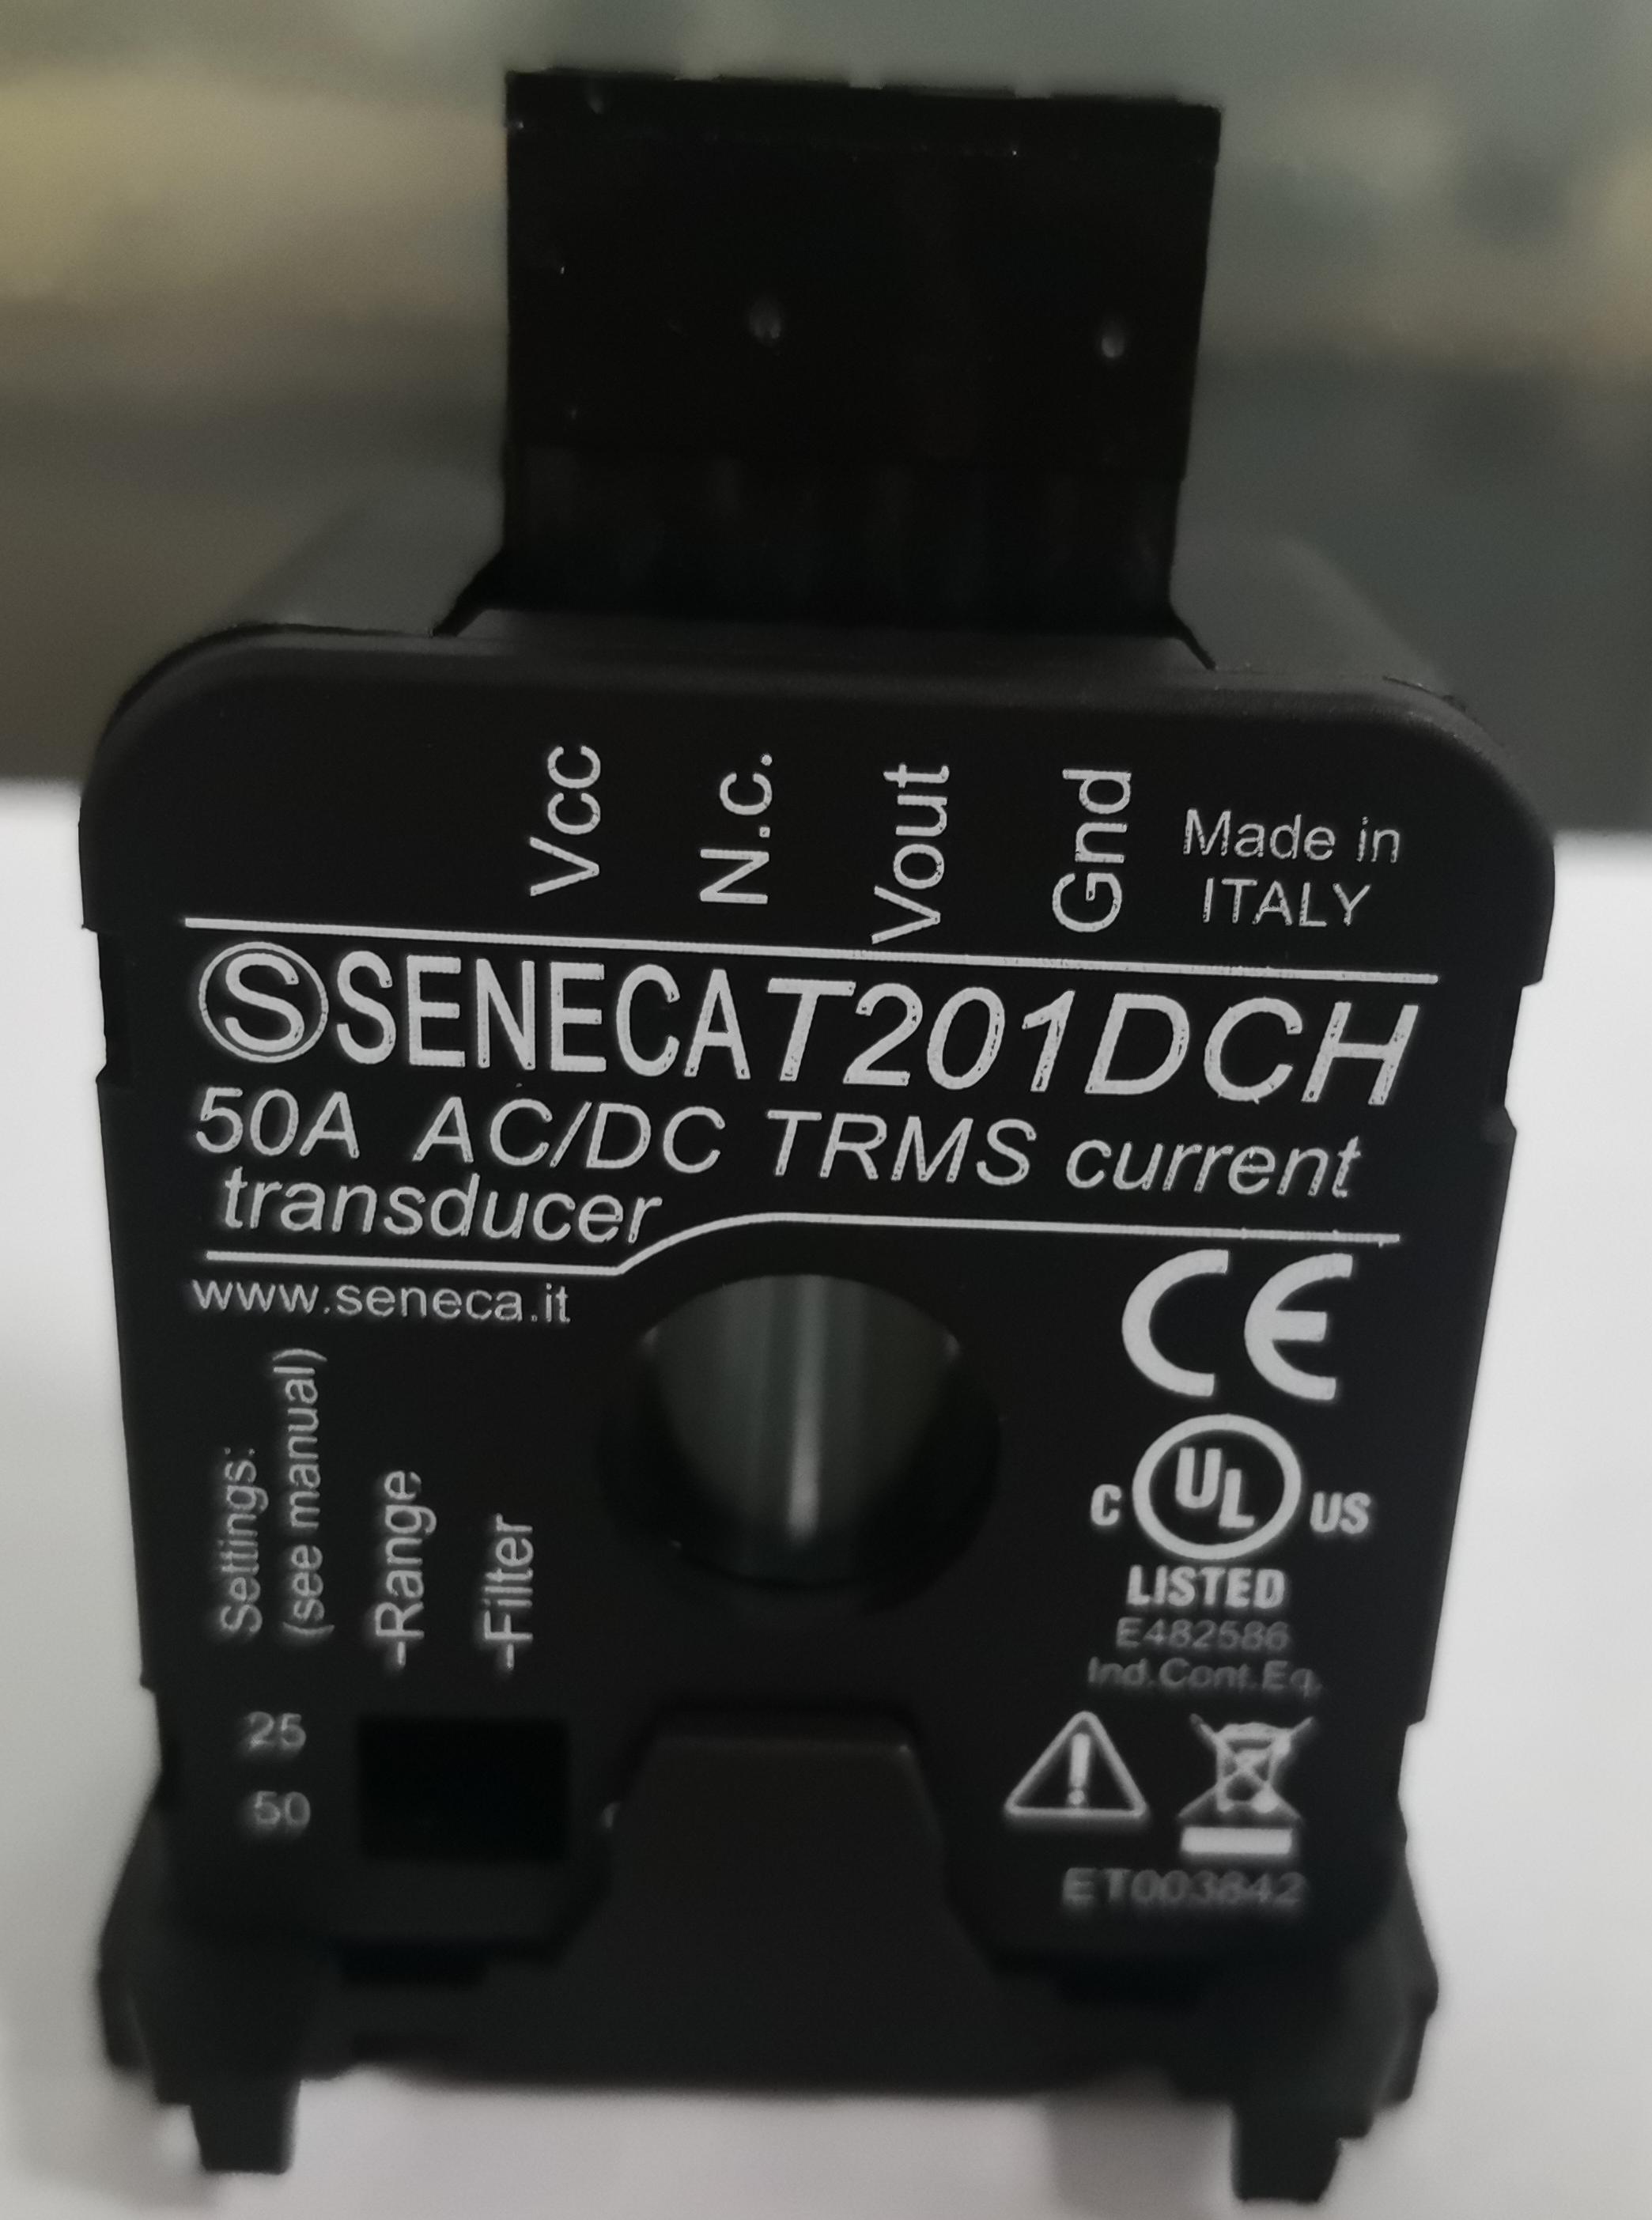 Vcc
N.c.
Vout
Gnd
Made in
ITALY
S SENECA T201DCH
50A AC/DC TRMS current
transducer
www.seneca.it
CE
Settings:
(see manual)
-Range
-Filter
C UL US
LISTED
E482586
Ind.Cont.Eq.
25
50
ET003842